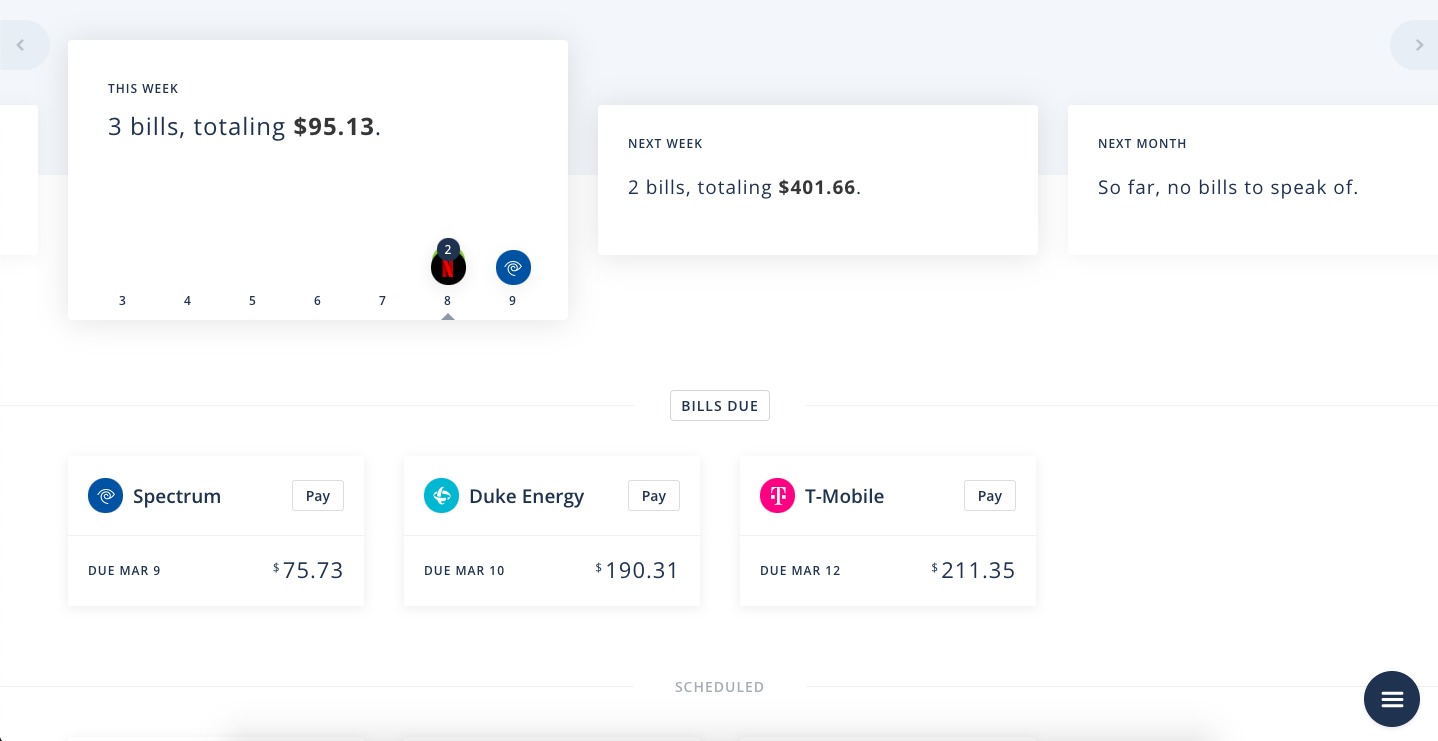 THIS WEEK
3 bills, totaling $95.13.
2
N
3 4 5 6 7 8 9
NEXT WEEK
2 bills, totaling $401.66.
NEXT MONTH
So far, no bills to speak of.
BILLS DUE
Spectrum
Pay
DUE MAR 9
$75.73
Duke Energy
Pay
DUE MAR 10
$190.31
T
T-Mobile
Pay
DUE MAR 12
$211.35
SCHEDULED